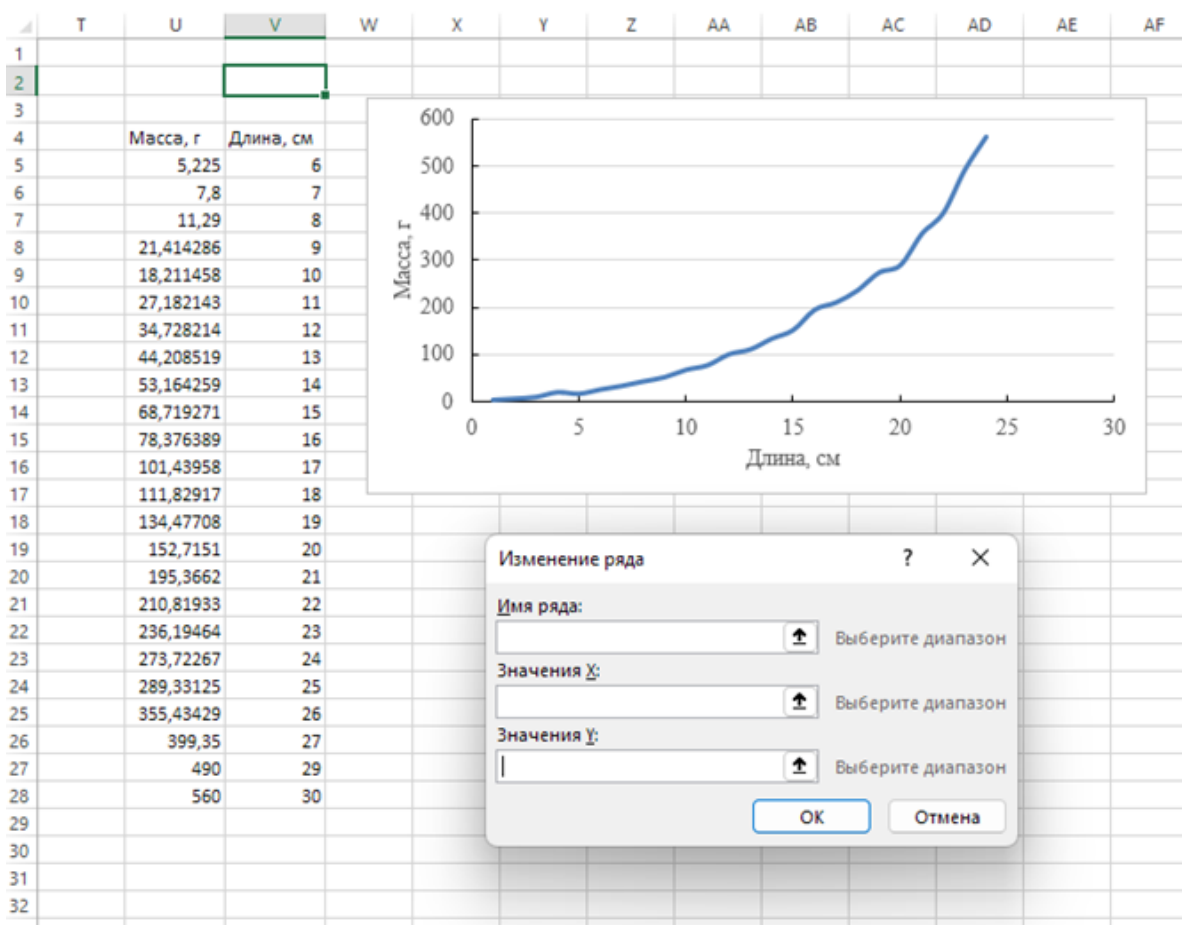 T U V W X Y Z AA AB AC AD AE AF
1
2
3
4 Масса, г Длина, см
5 5,225 6
6 7,8 7
7 11,29 8
8 21,414286 9
9 18,211458 10
10 27,182143 11
11 34,728214 12
12 44,208519 13
13 53,164259 14
14 68,719271 15
15 78,376389 16
16 101,43958 17
17 111,82917 18
18 134,47708 19
19 152,7151 20
20 195,3662 21
21 210,81933 22
22 236,19464 23
23 273,72267 24
24 289,33125 25
25 355,43429 26
26 399,35 27
27 490 29
28 560 30
29
30
31
32
600
500
400
300
200
100
0
Масса, г
0 5 10 15 20 25 30
Длина, см
Изменение ряда ? ×
Имя ряда:
Выберите диапазон
Значения X:
Выберите диапазон
Значения Y:
Выберите диапазон
ОК Отмена